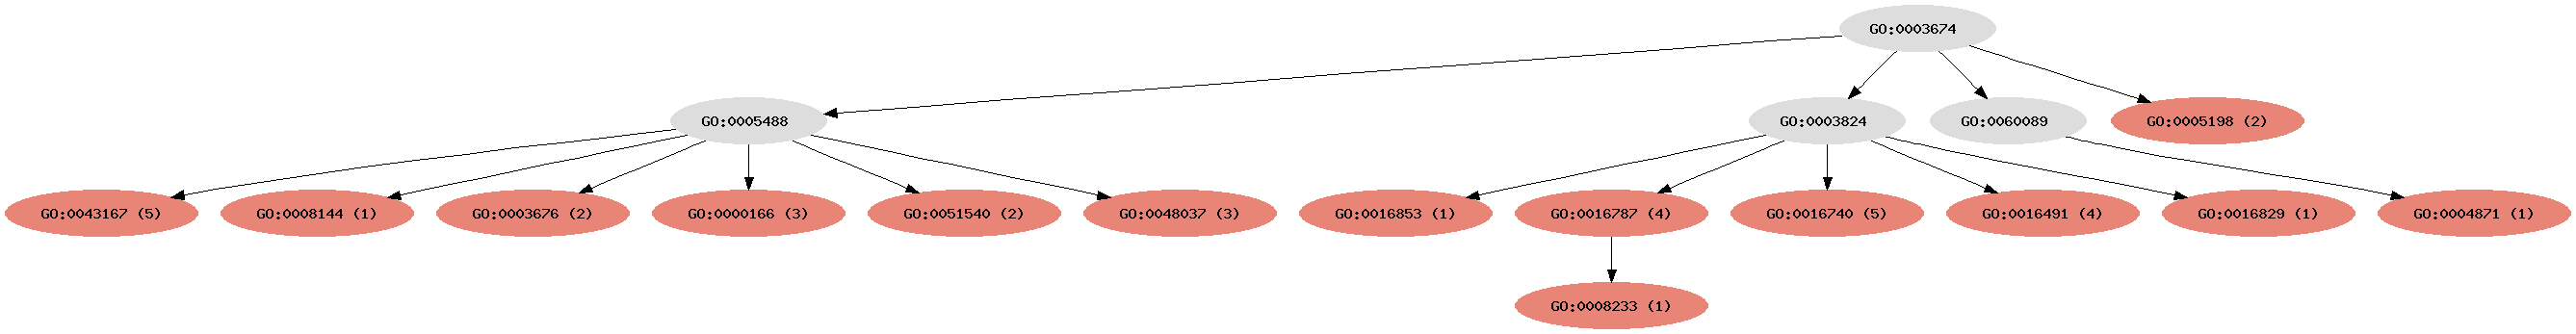 GO:0003674
GO:0005488
GO:0003824
GO:0060089
GO:0005198 (2)
GO:0043167 (5)
GO:0008144 (1)
GO:0003676 (2)
GO:0000166 (3)
GO:0051540 (2)
GO:0048037 (3)
GO:0016853 (1)
GO:0016787 (4)
GO:0016740 (5)
GO:0016491 (4)
GO:0016829 (1)
GO:0004871 (1)
GO:0008233 (1)